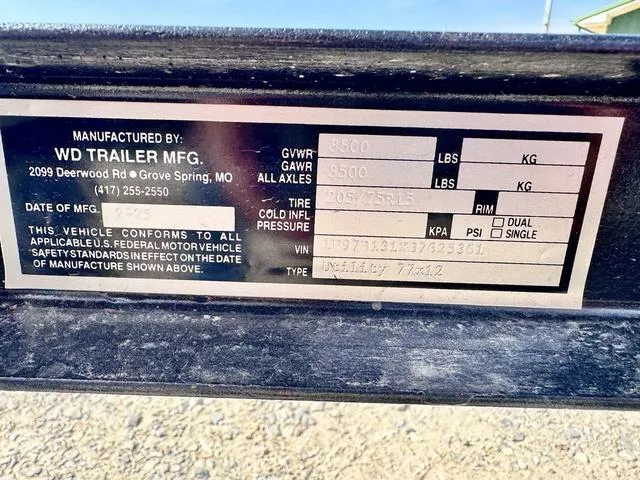 MANUFACTURED BY:
WD TRAILER MFG.
2099 Deerwood Rd ● Grove Spring, MO
(417) 255-2550
DATE OF MFG.
THIS VEHICLE CONFORMS TO ALL
APPLICABLE U.S. FEDERAL MOTOR VEHICLE
SAFETY STANDARDS IN EFFECT ON THE DATE
OF MANUFACTURE SHOWN ABOVE.
GVWR 3500 LBS KG
GAWR
ALL AXLES 3500 LBS KG
TIRE 205/75R15 RIM
COLD INFL
PRESSURE KPA PSI □ DUAL
□ SINGLE
VIN
TYPE Utility 77x12